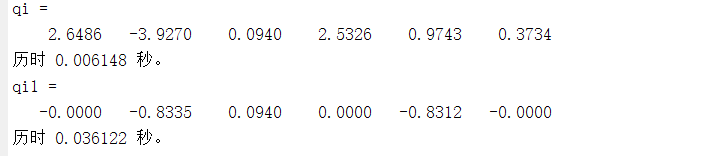 qi =
2.6486 -3.9270 0.0940 2.5326 0.9743 0.3734
历时 0.006148 秒。
qi1 =
-0.0000 -0.8335 0.0940 0.0000 -0.8312 -0.0000
历时 0.036122 秒。